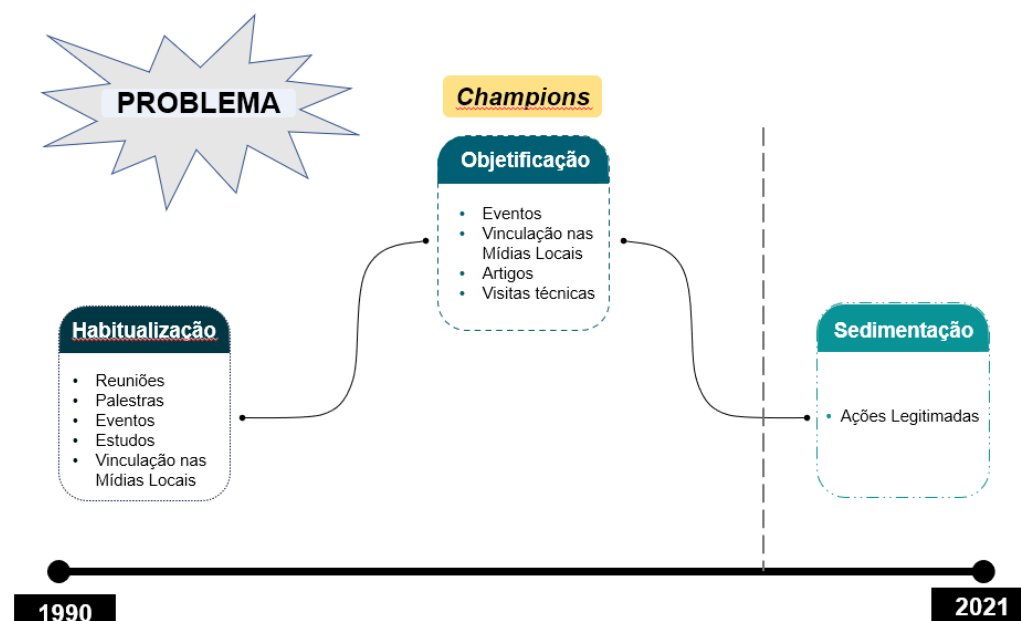 PROBLEMA
Champions
Objetificação
• Eventos
• Vinculação nas
Mídias Locais
• Artigos
• Visitas técnicas
Habitualização
• Reuniões
• Palestras
• Eventos
• Estudos
• Vinculação nas
Mídias Locais
Sedimentação
• Ações Legitimadas
1990
2021